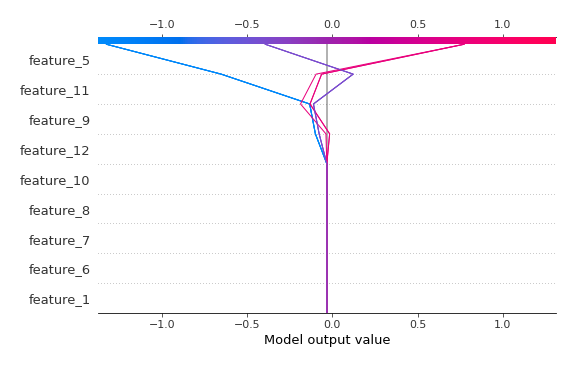 −1.0 −0.5 0.0 0.5 1.0
feature_5
feature_11
feature_9
feature_12
feature_10
feature_8
feature_7
feature_6
feature_1
−1.0 −0.5 0.0 0.5 1.0
Model output value